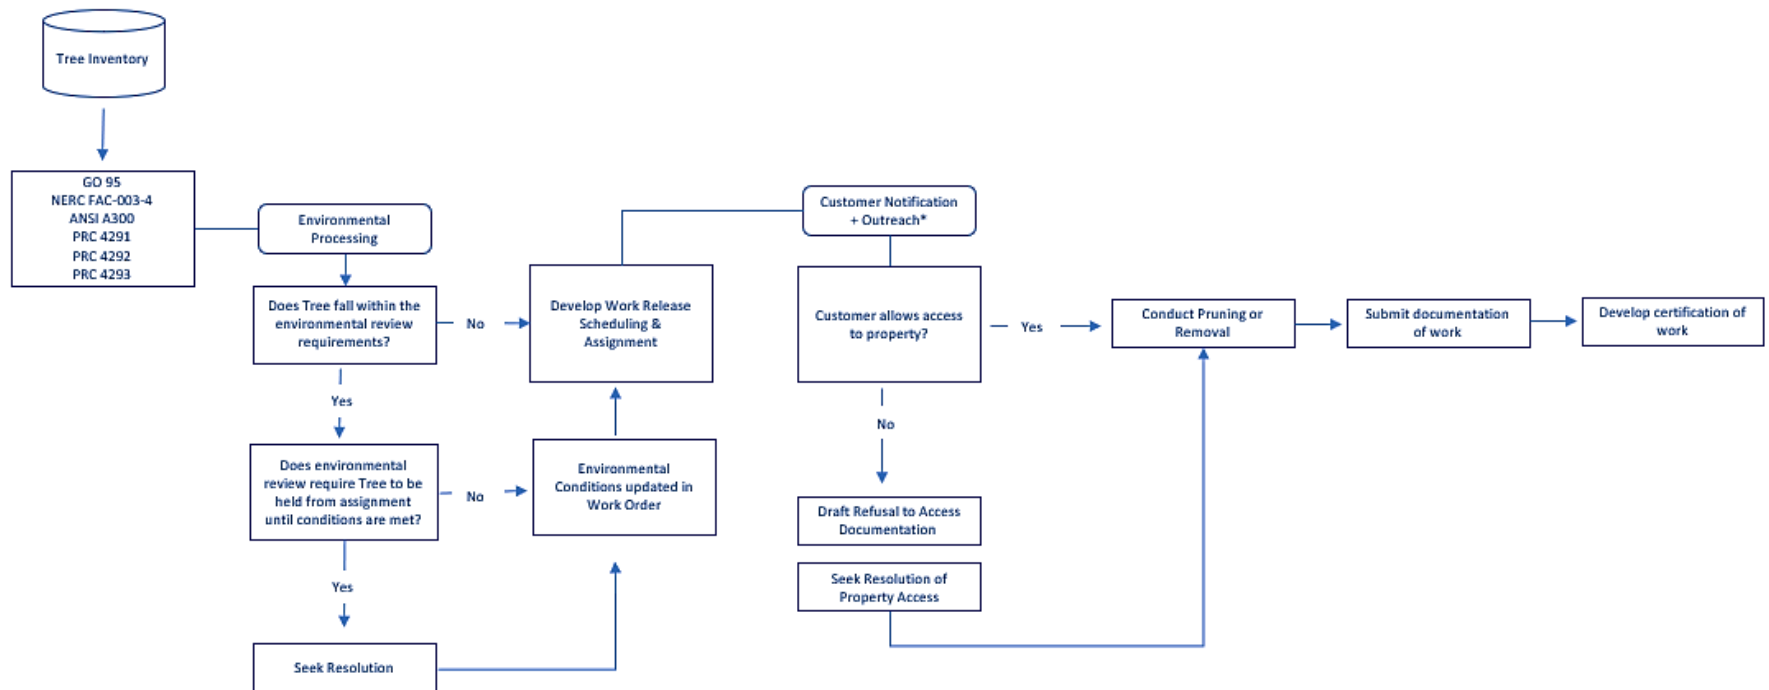 Tree Inventory
GO 95
NERC FAC-003-4
ANSI A300
PRC 4291
PRC 4292
PRC 4293
Environmental
Processing
Does Tree fall within the
environmental review
requirements?
No
Yes
Does environmental
review require Tree to be
held from assignment
until conditions are met?
No
Yes
Seek Resolution
Develop Work Release
Scheduling &
Assignment
Environmental
Conditions updated in
Work Order
Customer Notification
+ Outreach*
Customer allows access
to property?
Yes
No
Draft Refusal to Access
Documentation
Seek Resolution of
Property Access
Conduct Pruning or
Removal
Submit documentation
of work
Develop certification of
work